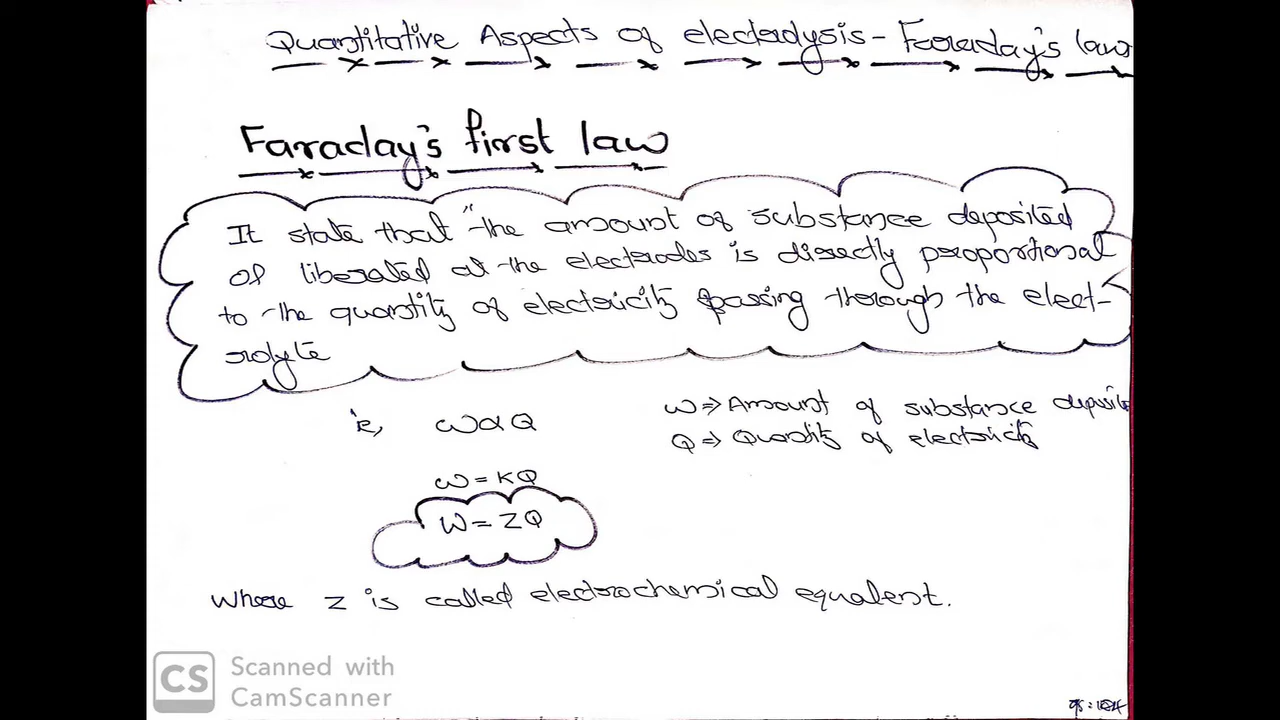 Quantitative Aspects of electrolysis - Faraday's law
Faraday's first law
It state that "the amount of substance deposited
or liberated at the electrodes is directly proportional
to the quantity of electricity passing through the elect-
rolyte
ie, w α Q
w ⇒ Amount of substance deposite
Q ⇒ Quantity of electricity
w = KQ
W = ZQ
Where Z is called electrochemical equalent.
CS Scanned with
CamScanner